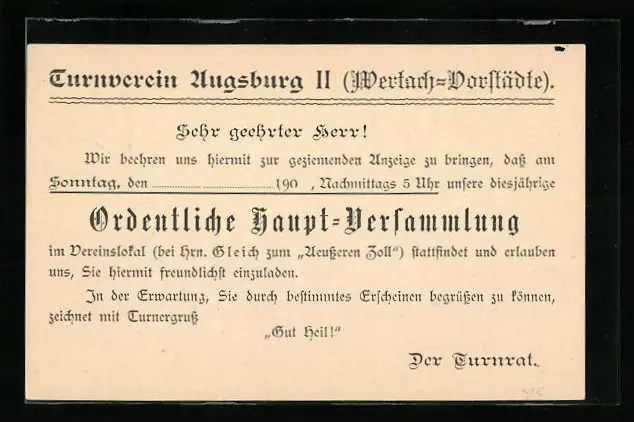 Turnverein Augsburg II (Wertach=Vorstädte).
Sehr geehrter Herr!
Wir beehren uns hiermit zur geziemenden Anzeige zu bringen, daß am
Sonntag, den 190 , Nachmittags 5 Uhr unsere diesjährige
Ordentliche Haupt=Versammlung
im Vereinslokal (bei Hrn. Gleich zum „Aeußeren Zoll") stattfindet und erlauben
uns, Sie hiermit freundlichst einzuladen.
In der Erwartung, Sie durch bestimmtes Erscheinen begrüßen zu können,
zeichnet mit Turnergruß
„Gut Heil!"
Der Turnrat.